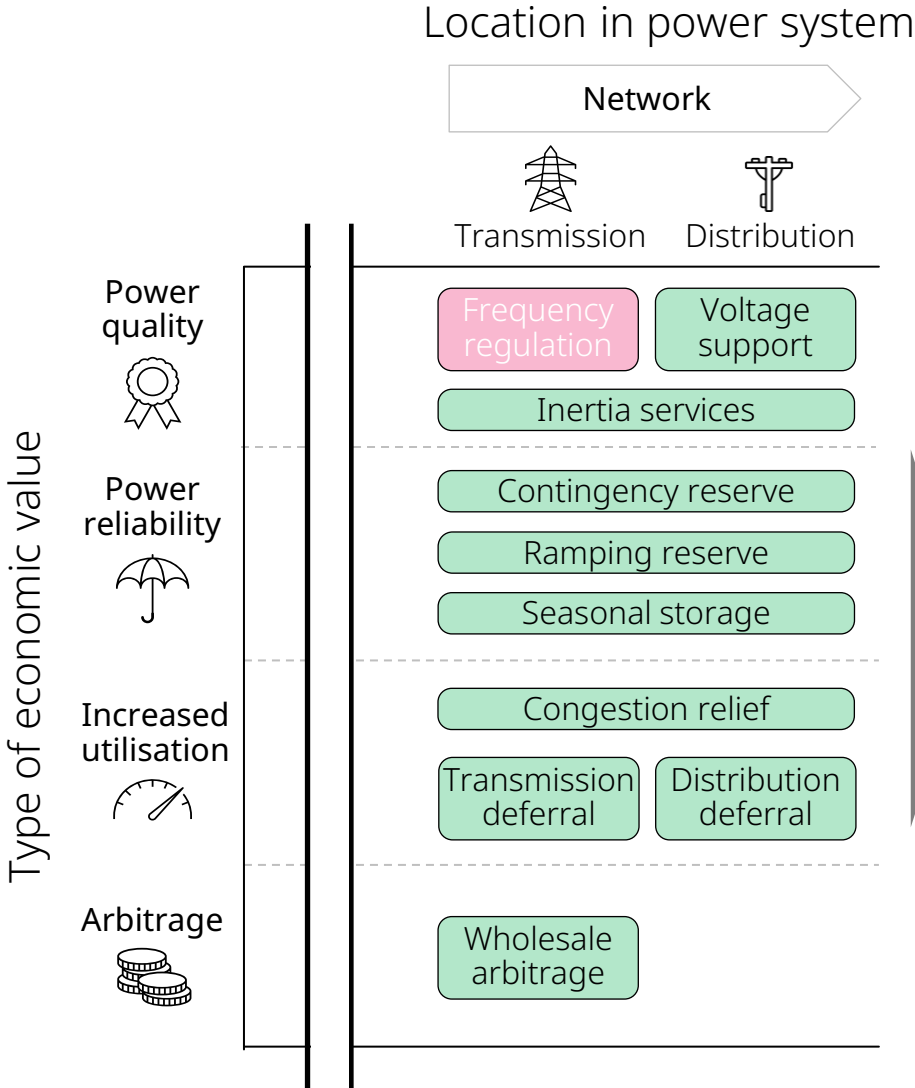 Location in power system
Network
Transmission
Distribution
Type of economic value
Power
quality
Frequency
regulation
Voltage
support
Inertia services
Power
reliability
Contingency reserve
Ramping reserve
Seasonal storage
Increased
utilisation
Congestion relief
Transmission
deferral
Distribution
deferral
Arbitrage
Wholesale
arbitrage